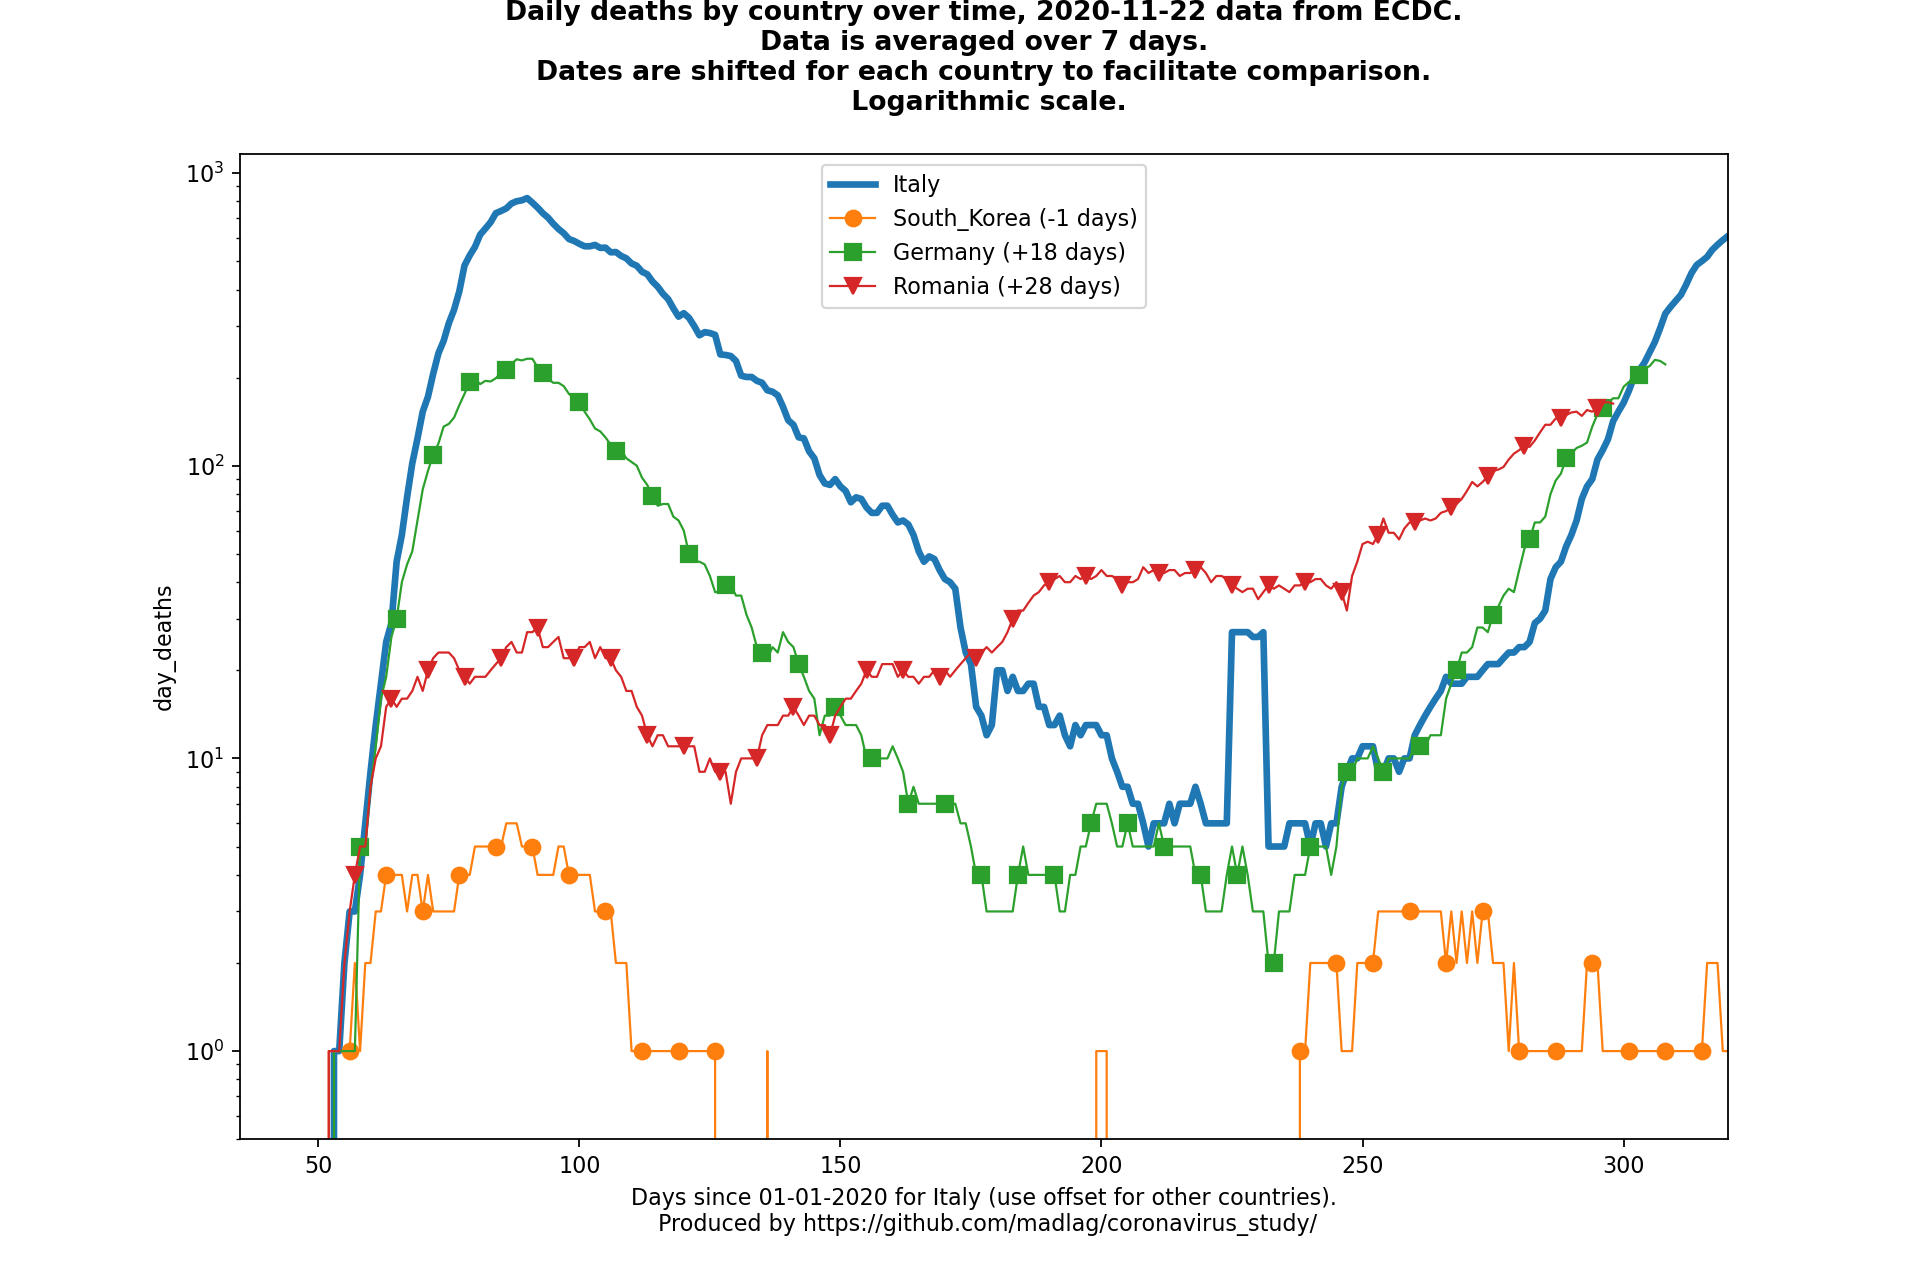 Daily deaths by country over time, 2020-11-22 data from ECDC.
Data is averaged over 7 days.
Dates are shifted for each country to facilitate comparison.
Logarithmic scale.
10³
10²
10¹
10⁰
day_deaths
Italy
South_Korea (-1 days)
Germany (+18 days)
Romania (+28 days)
50 100 150 200 250 300
Days since 01-01-2020 for Italy (use offset for other countries).
Produced by https://github.com/madlag/coronavirus_study/